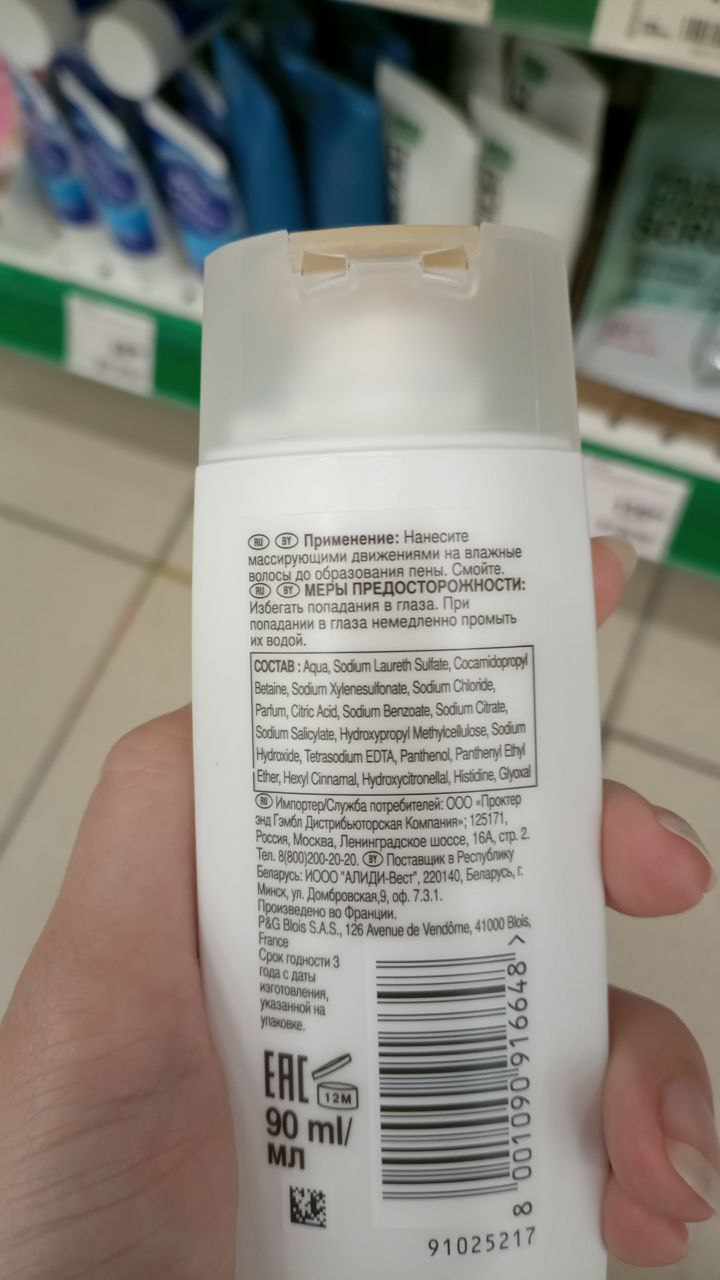 RU BY Применение: Нанесите
массирующими движениями на влажные
волосы до образования пены. Смойте.
RU BY МЕРЫ ПРЕДОСТОРОЖНОСТИ:
Избегать попадания в глаза. При
попадании в глаза немедленно промыть
их водой.
СОСТАВ : Aqua, Sodium Laureth Sulfate, Cocamidopropyl
Betaine, Sodium Xylenesulfonate, Sodium Chloride,
Parfum, Citric Acid, Sodium Benzoate, Sodium Citrate,
Sodium Salicylate, Hydroxypropyl Methylcellulose, Sodium
Hydroxide, Tetrasodium EDTA, Panthenol, Panthenyl Ethyl
Ether, Hexyl Cinnamal, Hydroxycitronellal, Histidine, Glyoxal
RU Импортер/Служба потребителей: ООО «Проктер
энд Гэмбл Дистрибьюторская Компания»; 125171,
Россия, Москва, Ленинградское шоссе, 16А, стр. 2.
Тел. 8(800)200-20-20. BY Поставщик в Республику
Беларусь: ИООО "АЛИДИ-Вест", 220140, Беларусь, г.
Минск, ул. Домбровская,9, оф. 7.3.1.
Произведено во Франции.
P&G Blois S.A.S., 126 Avenue de Vendôme, 41000 Blois,
France
Срок годности 3
года с даты
изготовления,
указанной на
упаковке.
EAC 12M
90 ml/
мл
8 001090 916648 >
91025217